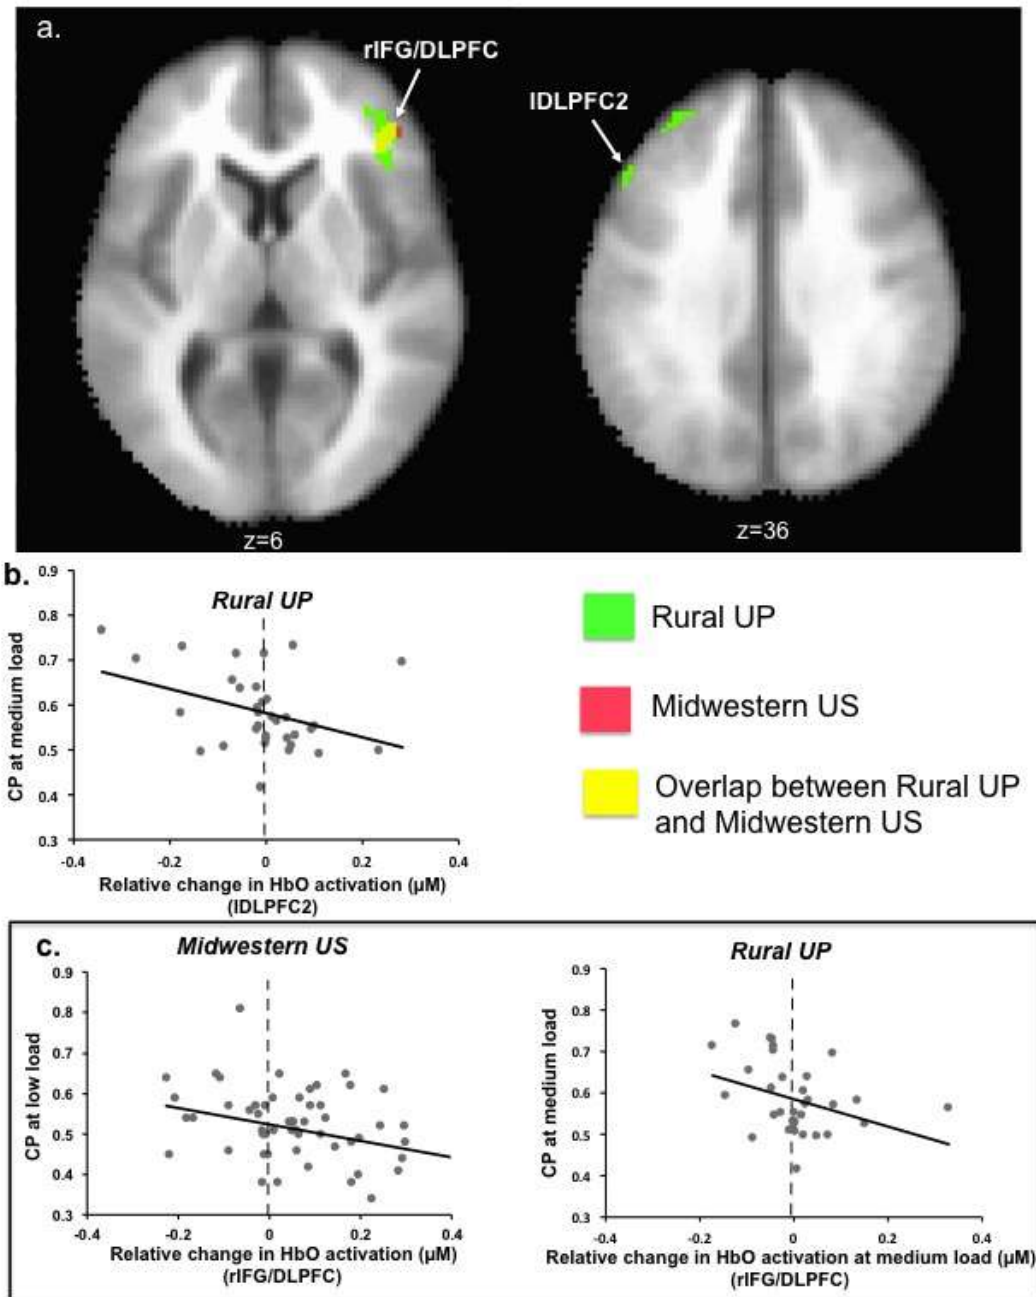 a.
rIFG/DLPFC
lDLPFC2
z=6
z=36
b.
Rural UP
0.9
0.8
0.7
0.6
0.5
0.4
0.3
CP at medium load
-0.4
-0.2
0
0.2
0.4
Relative change in HbO activation (μM)
(lDLPFC2)
Rural UP
Midwestern US
Overlap between Rural UP
and Midwestern US
c.
Midwestern US
0.9
0.8
0.7
0.6
0.5
0.4
0.3
CP at low load
-0.4
-0.2
0
0.2
0.4
Relative change in HbO activation (μM)
(rIFG/DLPFC)
Rural UP
0.9
0.8
0.7
0.6
0.5
0.4
0.3
CP at medium load
-0.4
-0.2
0
0.2
0.4
Relative change in HbO activation at medium load (μM)
(rIFG/DLPFC)